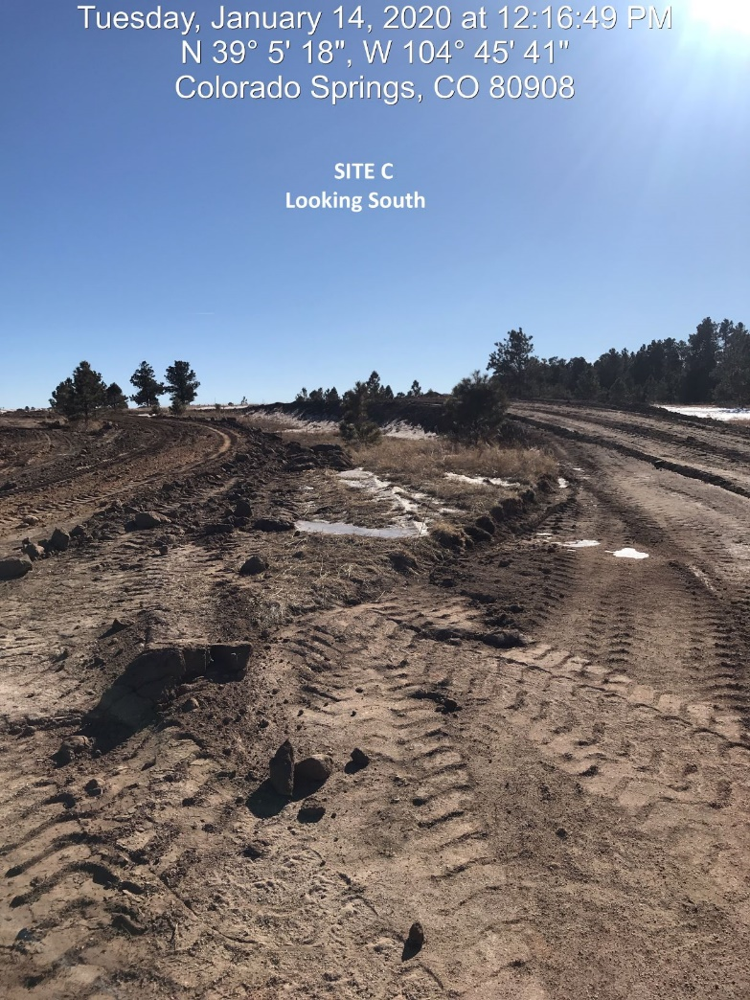 Tuesday, January 14, 2020 at 12:16:49 PM
N 39° 5' 18", W 104° 45' 41"
Colorado Springs, CO 80908
SITE C
Looking South